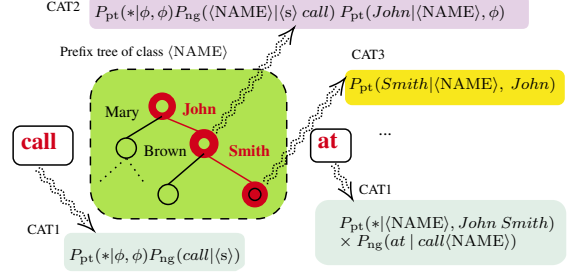 CAT2
P_pt(*|ϕ, ϕ)P_ng(⟨NAME⟩|⟨s⟩ call) P_pt(John|⟨NAME⟩, ϕ)
Prefix tree of class ⟨NAME⟩
CAT3
P_pt(Smith|⟨NAME⟩, John)
Mary John
call
Brown Smith
at
...
CAT1
CAT1
P_pt(*|ϕ, ϕ)P_ng(call|⟨s⟩)
P_pt(*|⟨NAME⟩, John Smith)
× P_ng(at | call⟨NAME⟩)